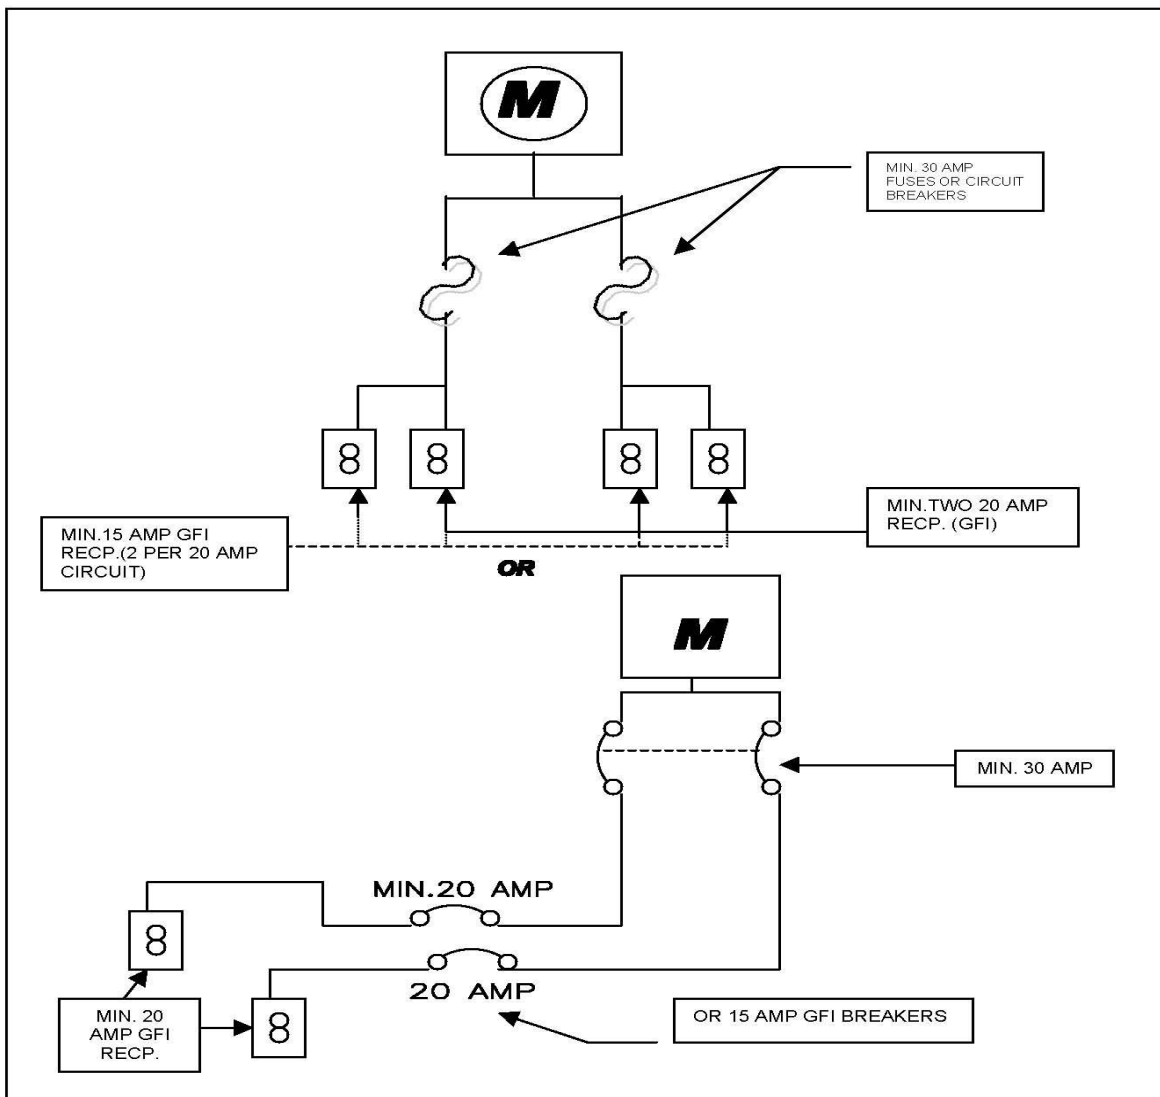 M
MIN. 30 AMP
FUSES OR CIRCUIT
BREAKERS
8 8 8 8
MIN.TWO 20 AMP
RECP. (GFI)
MIN.15 AMP GFI
RECP.(2 PER 20 AMP
CIRCUIT)
OR
M
MIN. 30 AMP
MIN.20 AMP
8
20 AMP
8
MIN. 20
AMP GFI
RECP.
OR 15 AMP GFI BREAKERS